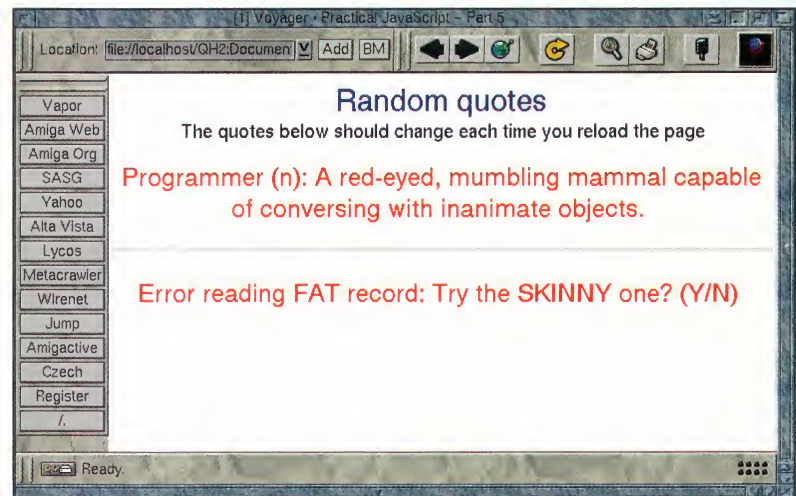 [1] Voyager • Practical JavaScript - Part 5
Location: file://localhost/QH2:Documen Add BM
Vapor
Amiga Web
Amiga Org
SASG
Yahoo
Alta Vista
Lycos
Metacrawler
Wirenet
Jump
Amigactive
Czech
Register
/.
Random quotes
The quotes below should change each time you reload the page
Programmer (n): A red-eyed, mumbling mammal capable
of conversing with inanimate objects.
Error reading FAT record: Try the SKINNY one? (Y/N)
Ready.